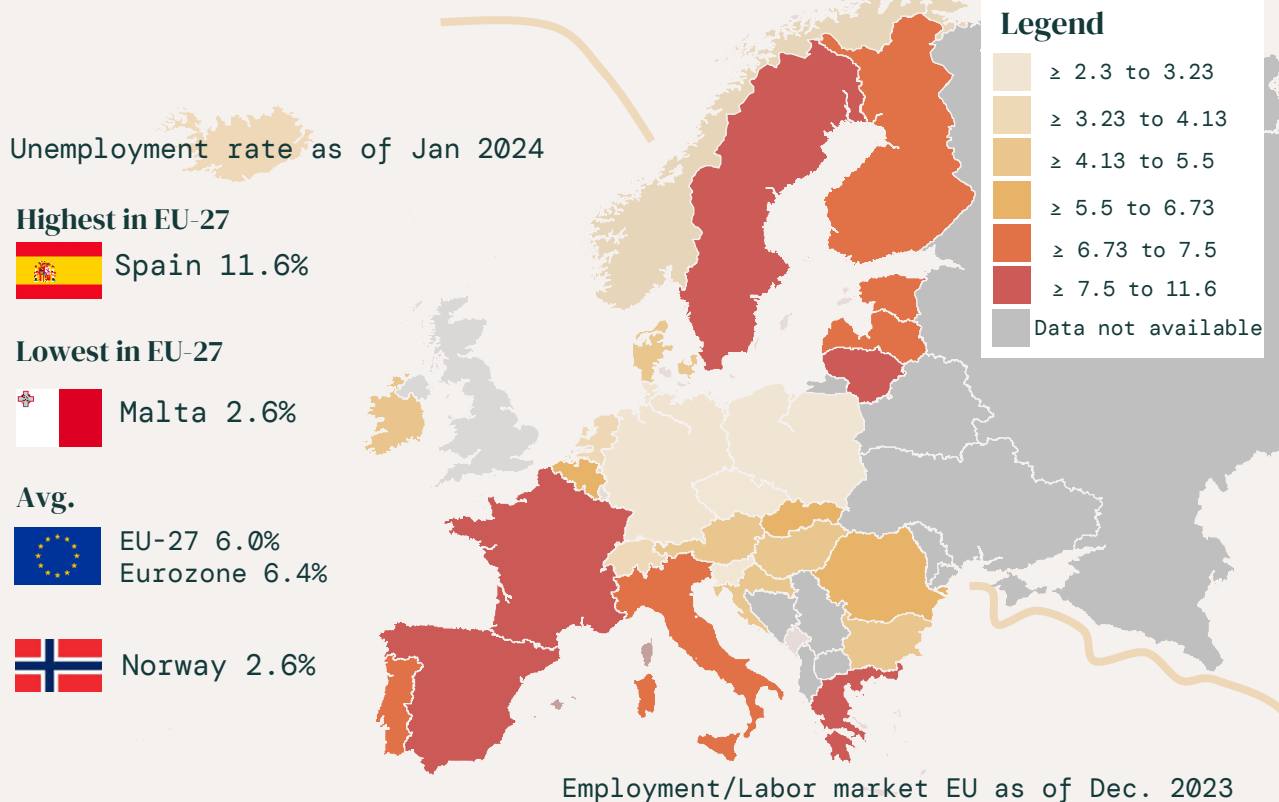 Legend
≥ 2.3 to 3.23
≥ 3.23 to 4.13
≥ 4.13 to 5.5
≥ 5.5 to 6.73
≥ 6.73 to 7.5
≥ 7.5 to 11.6
Data not available
Unemployment rate as of Jan 2024
Highest in EU-27
Spain 11.6%
Lowest in EU-27
Malta 2.6%
Avg.
EU-27 6.0%
Eurozone 6.4%
Norway 2.6%
Employment/Labor market EU as of Dec. 2023